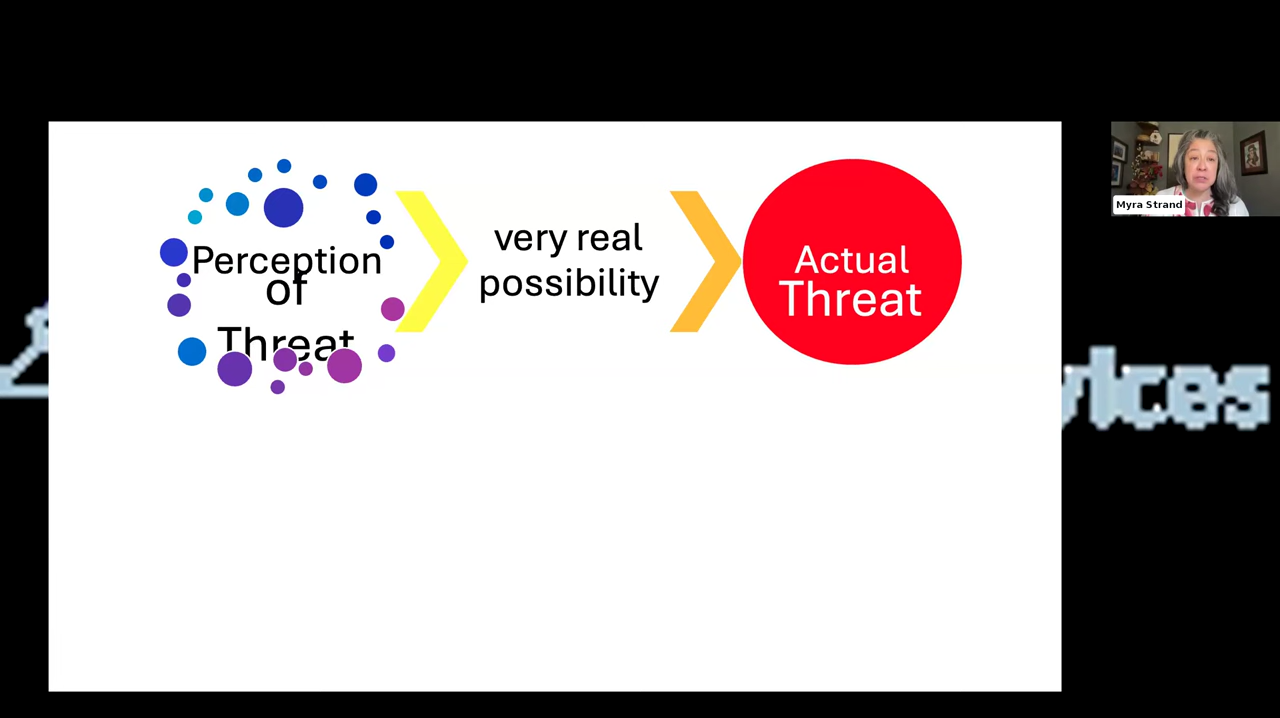 Perception
of
Threat
very real
possibility
Actual
Threat
Myra Strand